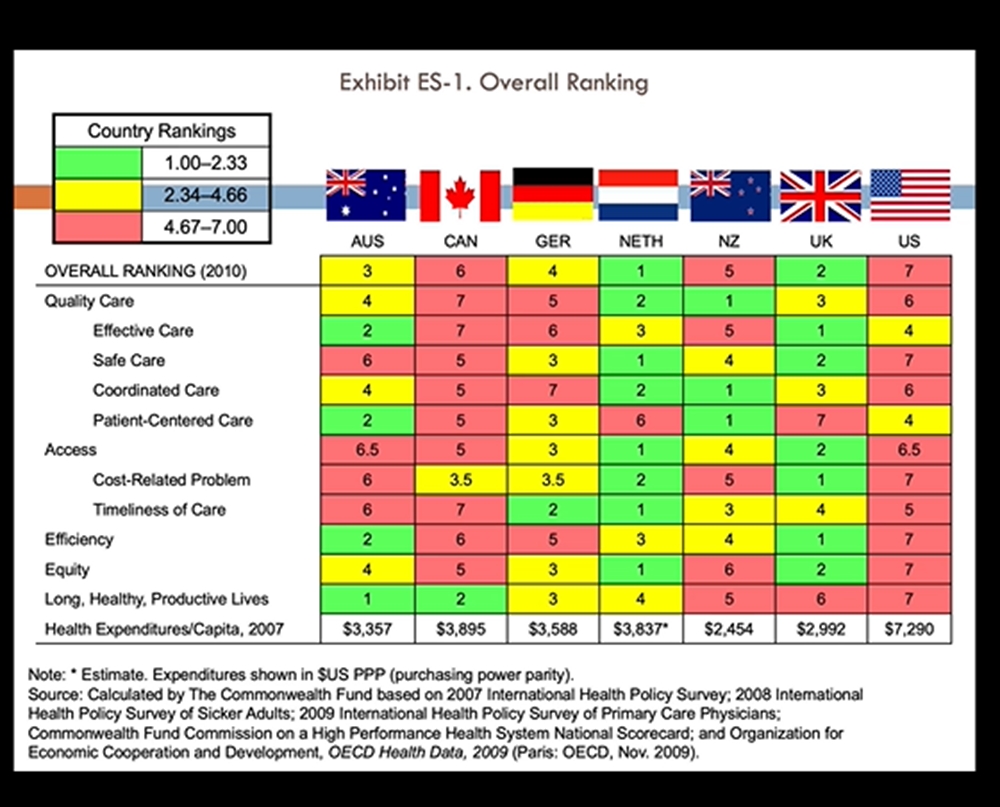 Exhibit ES-1. Overall Ranking
Country Rankings
1.00–2.33
2.34–4.66
4.67–7.00
AUS CAN GER NETH NZ UK US
OVERALL RANKING (2010) 3 6 4 1 5 2 7
Quality Care 4 7 5 2 1 3 6
Effective Care 2 7 6 3 5 1 4
Safe Care 6 5 3 1 4 2 7
Coordinated Care 4 5 7 2 1 3 6
Patient-Centered Care 2 5 3 6 1 7 4
Access 6.5 5 3 1 4 2 6.5
Cost-Related Problem 6 3.5 3.5 2 5 1 7
Timeliness of Care 6 7 2 1 3 4 5
Efficiency 2 6 5 3 4 1 7
Equity 4 5 3 1 6 2 7
Long, Healthy, Productive Lives 1 2 3 4 5 6 7
Health Expenditures/Capita, 2007 $3,357 $3,895 $3,588 $3,837* $2,454 $2,992 $7,290
Note: * Estimate. Expenditures shown in $US PPP (purchasing power parity).
Source: Calculated by The Commonwealth Fund based on 2007 International Health Policy Survey; 2008 International
Health Policy Survey of Sicker Adults; 2009 International Health Policy Survey of Primary Care Physicians;
Commonwealth Fund Commission on a High Performance Health System National Scorecard; and Organization for
Economic Cooperation and Development, OECD Health Data, 2009 (Paris: OECD, Nov. 2009).